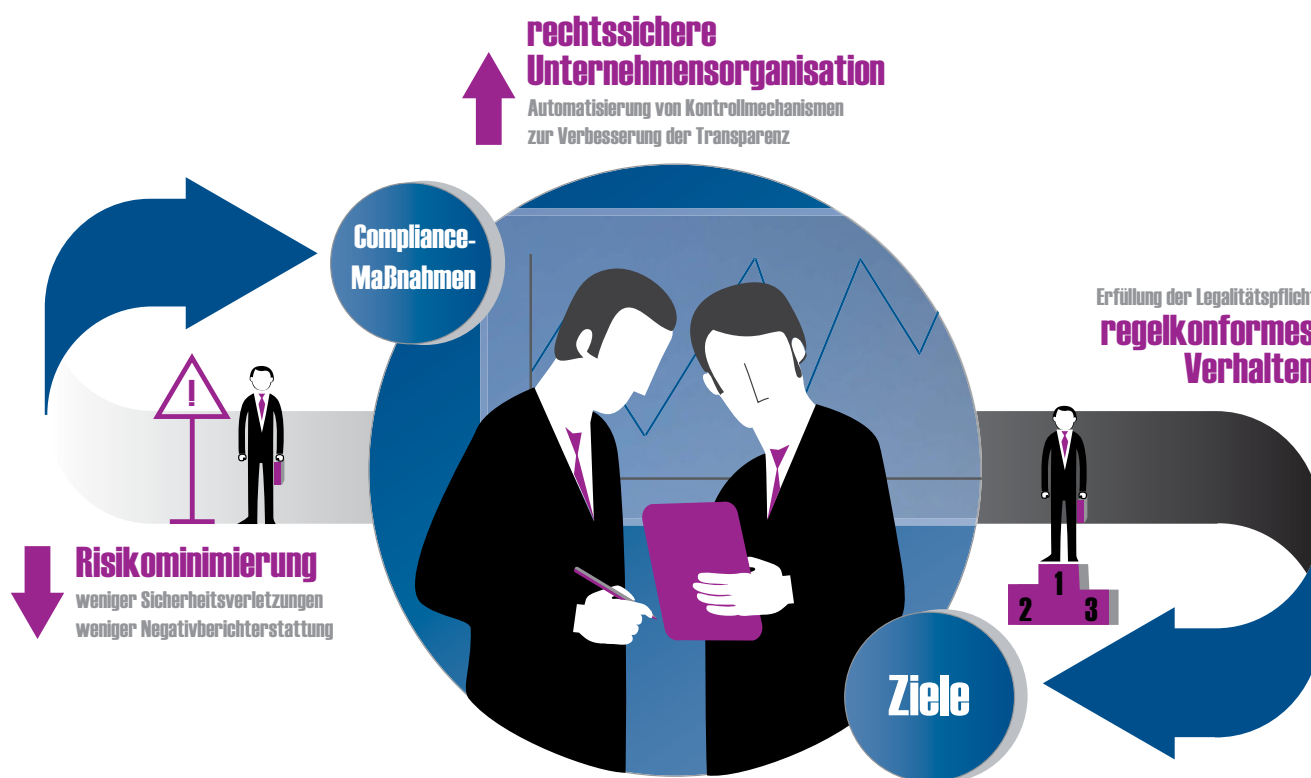 rechtssichere
Unternehmensorganisation
Automatisierung von Kontrollmechanismen
zur Verbesserung der Transparenz
Compliance-
Maßnahmen
!
Erfüllung der Legalitätspflicht
regelkonformes
Verhalten
Risikominimierung
weniger Sicherheitsverletzungen
weniger Negativberichterstattung
1
2 3
Ziele